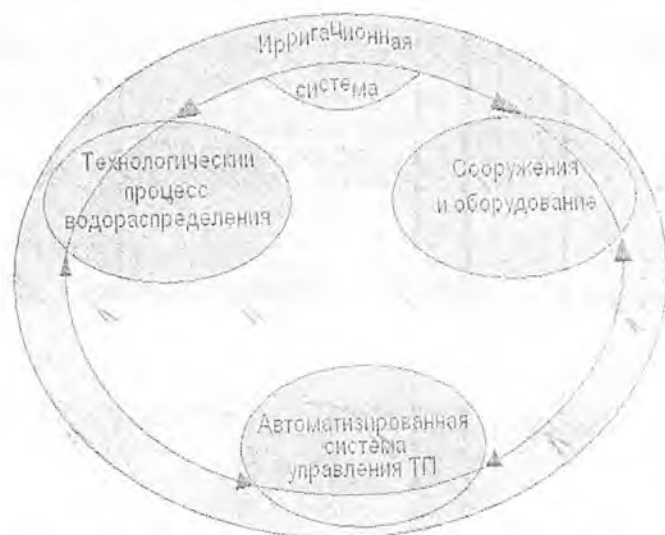 Ирригационная
система
Технологический
процесс
водораспределения
Сооружения
и оборудование
Автоматизированная
система
управления ТП